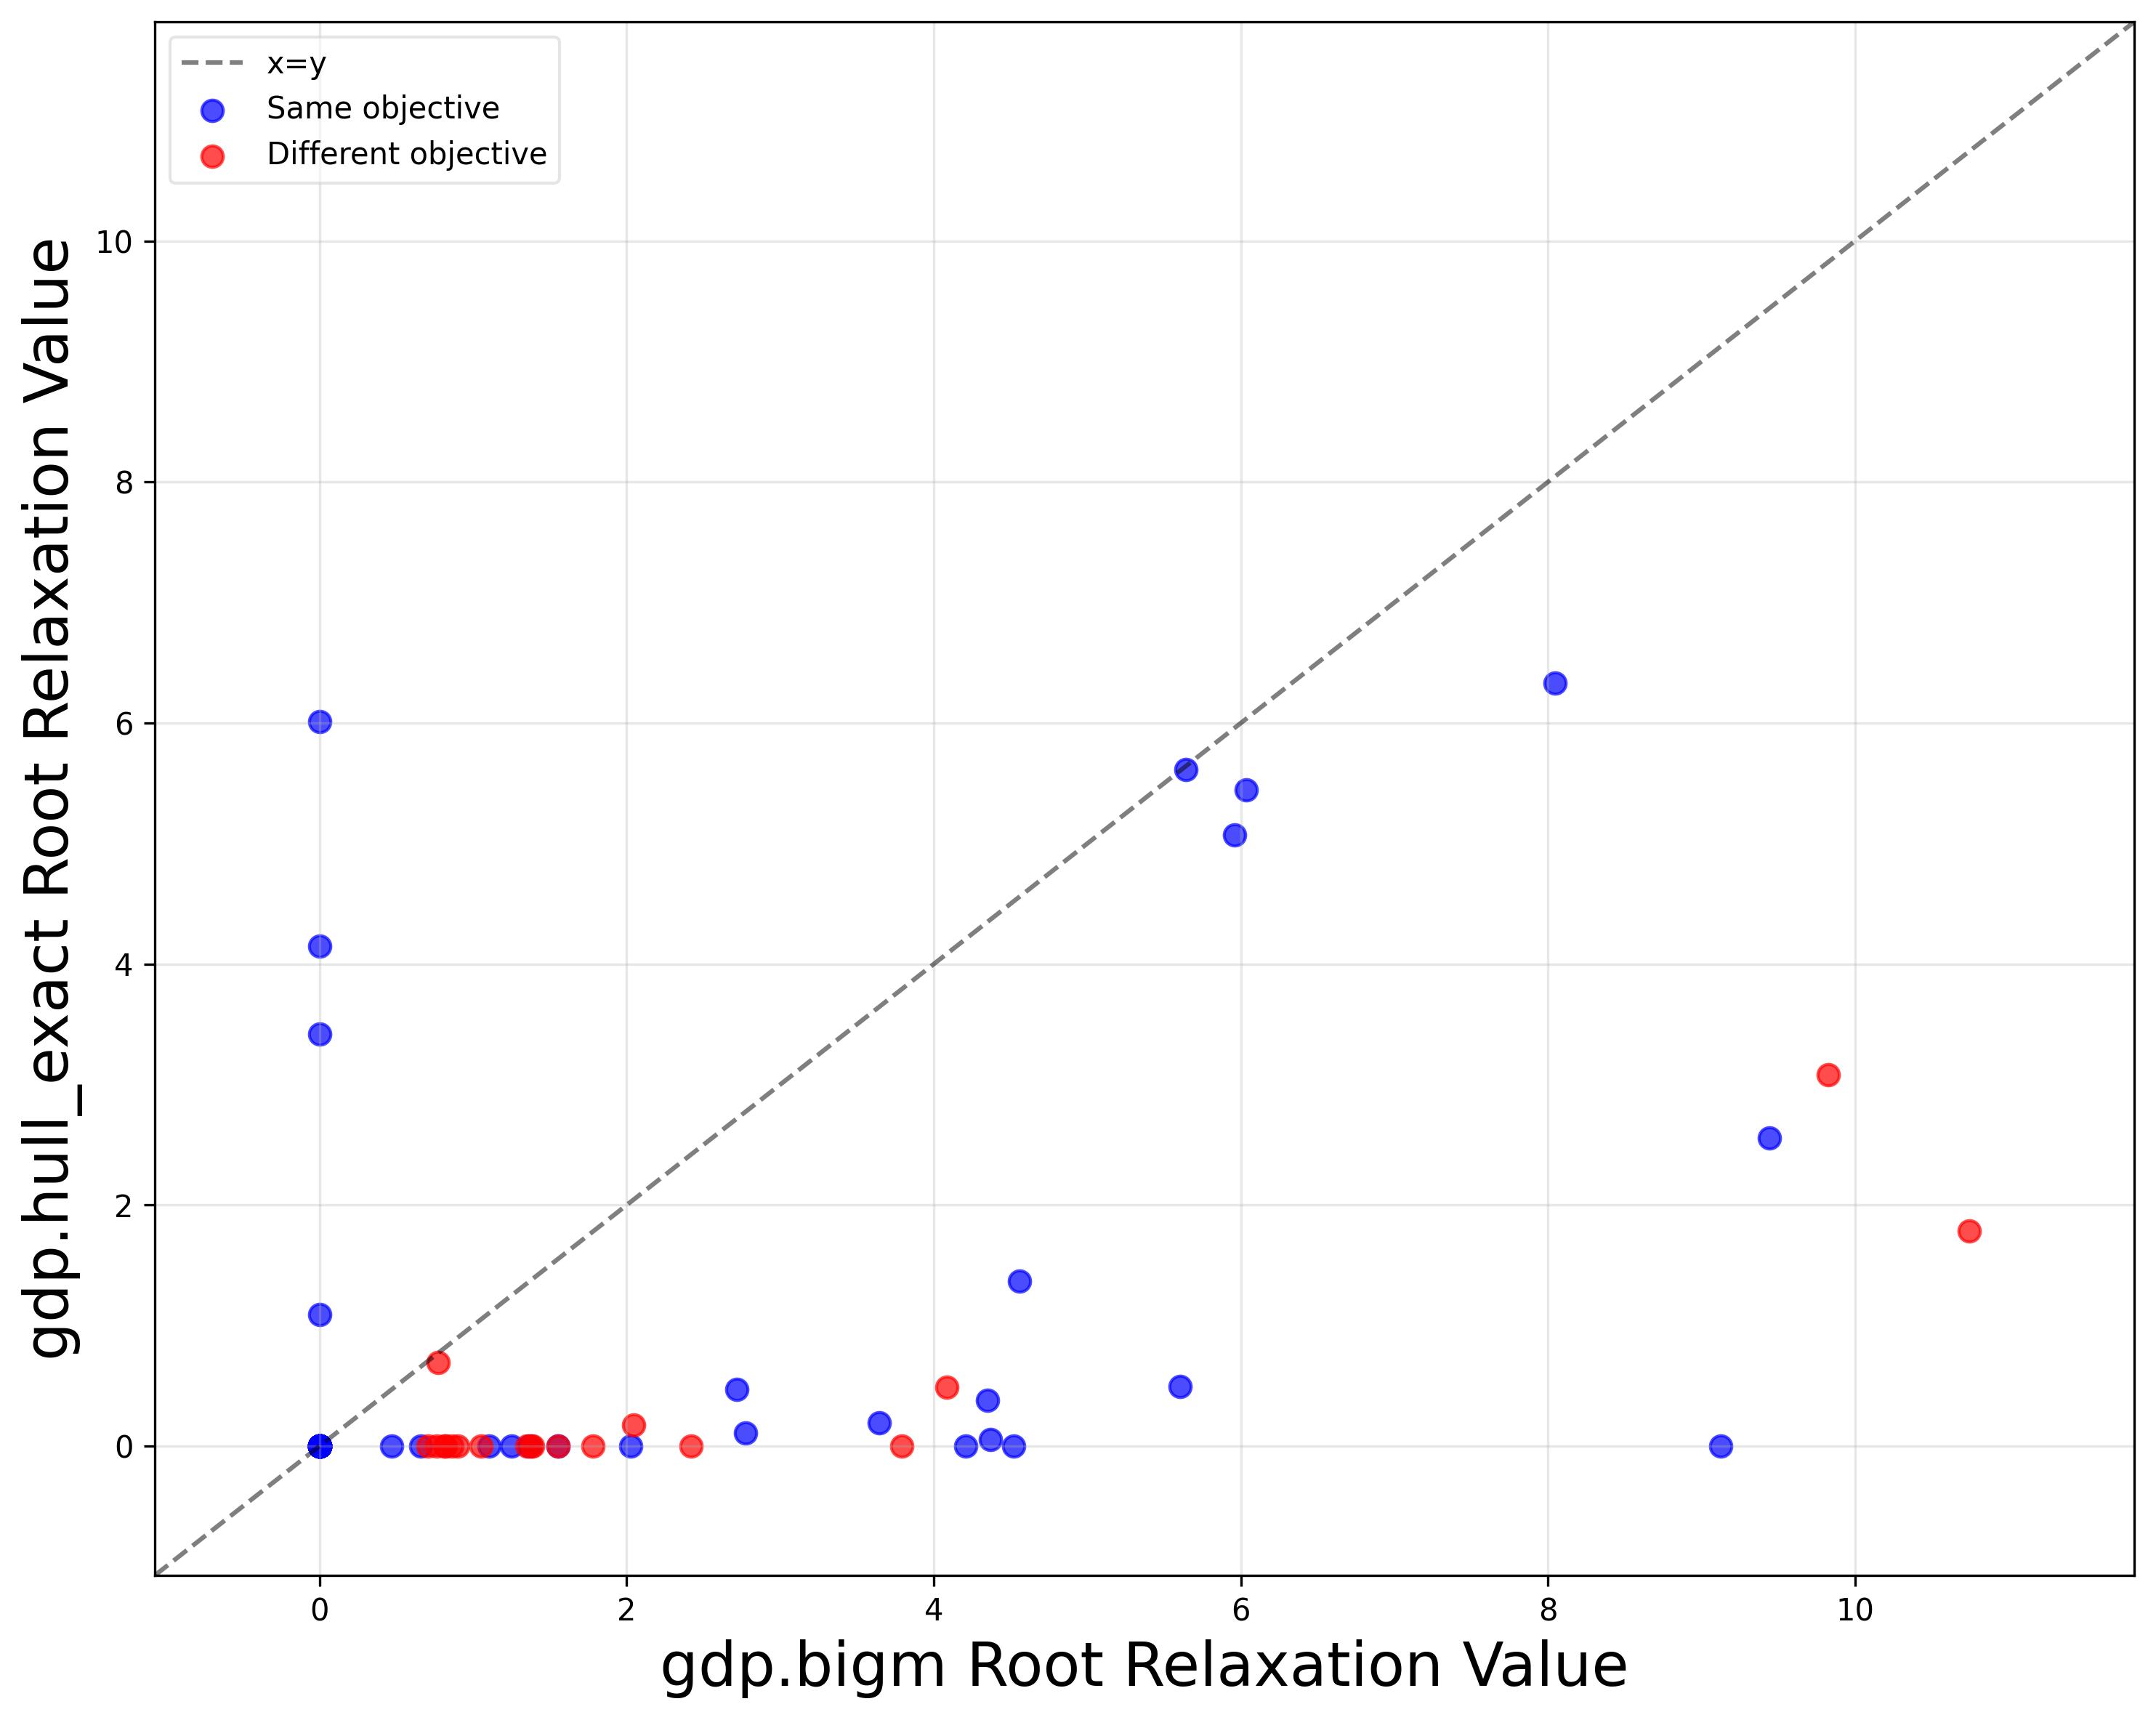 x=y
Same objective
Different objective
gdp.hull_exact Root Relaxation Value
10
8
6
4
2
0
0
2
4
6
8
10
gdp.bigm Root Relaxation Value